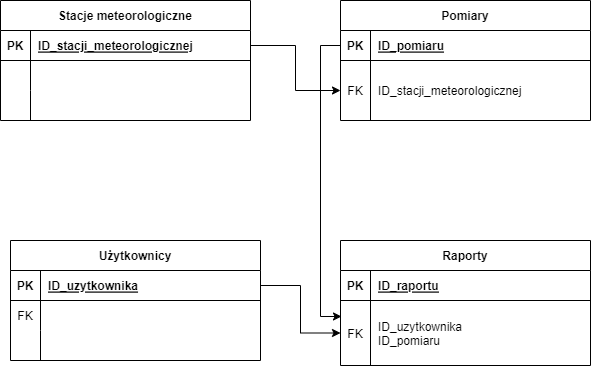 Stacje meteorologiczne
PK ID_stacji_meteorologicznej
Pomiary
PK ID_pomiaru
FK ID_stacji_meteorologicznej
Użytkownicy
PK ID_uzytkownika
FK
Raporty
PK ID_raportu
FK ID_uzytkownika
ID_pomiaru